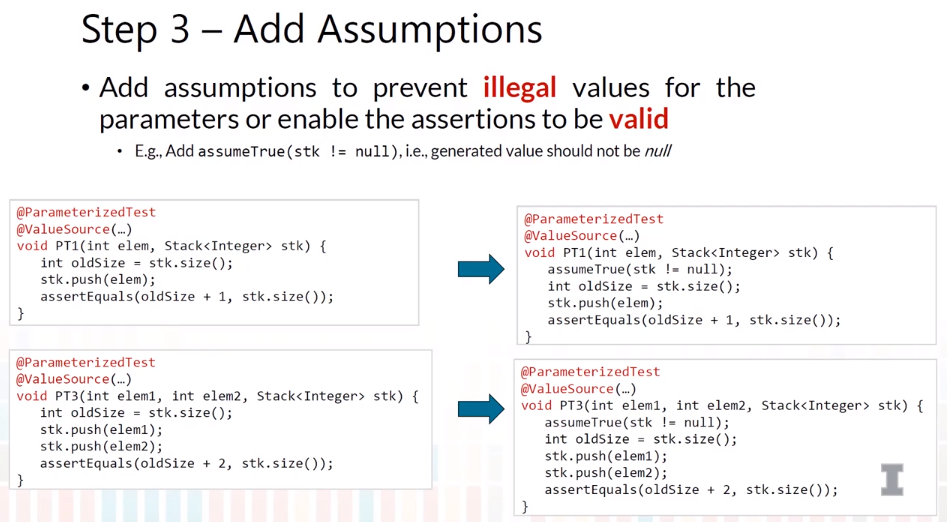 Step 3 – Add Assumptions
• Add assumptions to prevent illegal values for the
parameters or enable the assertions to be valid
• E.g., Add assumeTrue(stk != null), i.e., generated value should not be null
@ParameterizedTest
@ValueSource(…)
void PT1(int elem, Stack<Integer> stk) {
int oldSize = stk.size();
stk.push(elem);
assertEquals(oldSize + 1, stk.size());
}
@ParameterizedTest
@ValueSource(…)
void PT1(int elem, Stack<Integer> stk) {
assumeTrue(stk != null);
int oldSize = stk.size();
stk.push(elem);
assertEquals(oldSize + 1, stk.size());
}
@ParameterizedTest
@ValueSource(…)
void PT3(int elem1, int elem2, Stack<Integer> stk) {
int oldSize = stk.size();
stk.push(elem1);
stk.push(elem2);
assertEquals(oldSize + 2, stk.size());
}
@ParameterizedTest
@ValueSource(…)
void PT3(int elem1, int elem2, Stack<Integer> stk) {
assumeTrue(stk != null);
int oldSize = stk.size();
stk.push(elem1);
stk.push(elem2);
assertEquals(oldSize + 2, stk.size());
}
I